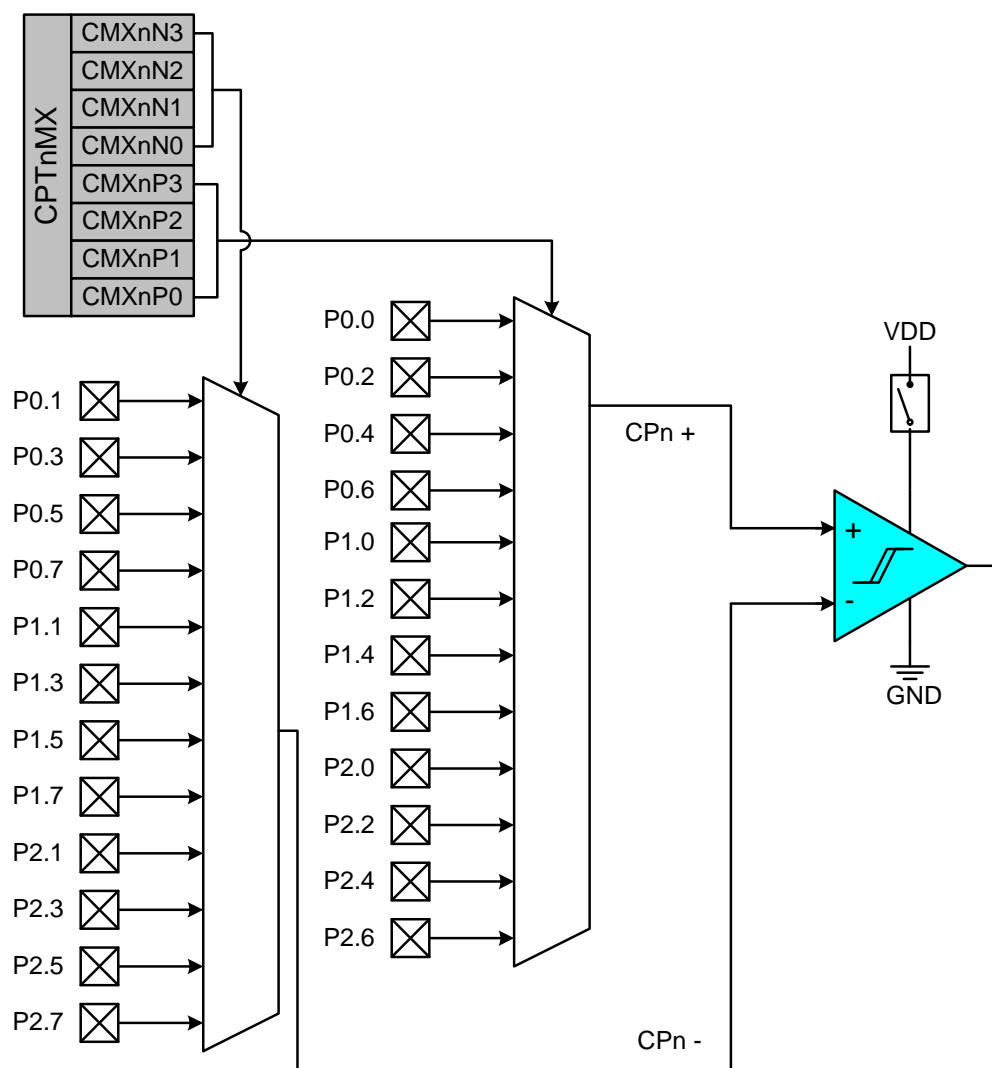 CPTnMX
CMXnN3
CMXnN2
CMXnN1
CMXnN0
CMXnP3
CMXnP2
CMXnP1
CMXnP0
P0.1
P0.3
P0.5
P0.7
P1.1
P1.3
P1.5
P1.7
P2.1
P2.3
P2.5
P2.7
P0.0
P0.2
P0.4
P0.6
P1.0
P1.2
P1.4
P1.6
P2.0
P2.2
P2.4
P2.6
CPn +
CPn -
VDD
+
-
GND